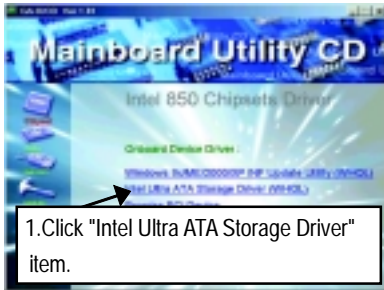 Mainboard Utility CD
Intel 850 Chipsets Driver
Onboard Device Driver :
Windows 9x/ME/2000/XP INF Update Utility (WHQL)
Intel Ultra ATA Storage Driver (WHQL)
1.Click "Intel Ultra ATA Storage Driver"
item.